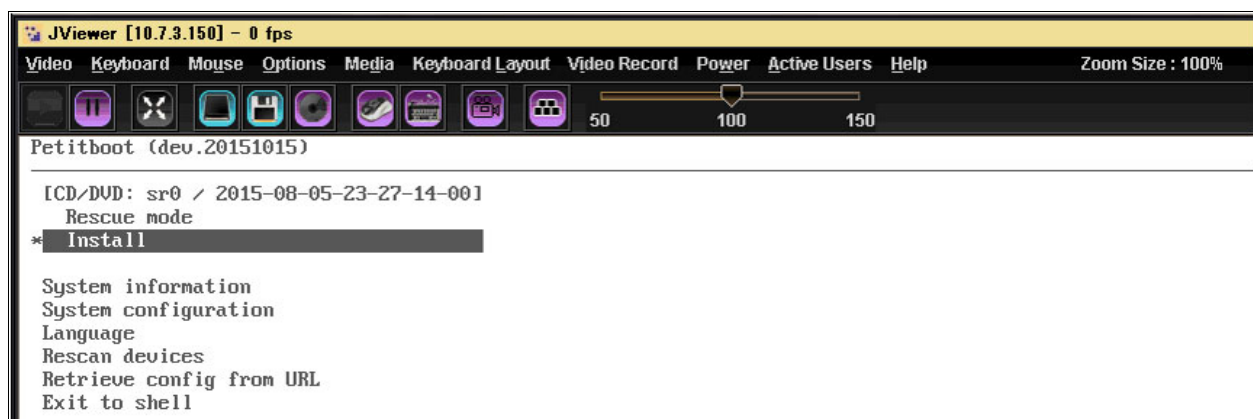 JViewer [10.7.3.150] - 0 fps
Video Keyboard Mouse Options Media Keyboard Layout Video Record Power Active Users Help Zoom Size : 100%
50 100 150
Petitboot (dev.20151015)
[CD/DVD: sr0 / 2015-08-05-23-27-14-00]
Rescue mode
* Install
System information
System configuration
Language
Rescan devices
Retrieve config from URL
Exit to shell